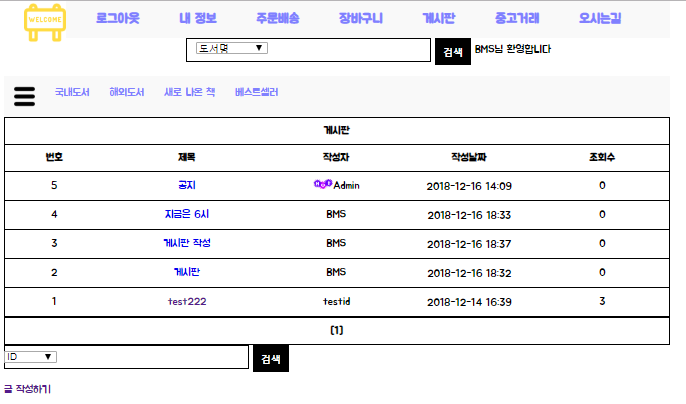 WELCOME 로그아웃 내 정보 주문배송 장바구니 게시판 중고거래 오시는길
도서명 ▼ 검색 BMS님 환영합니다
국내도서 해외도서 새로 나온 책 베스트셀러
게시판
번호 제목 작성자 작성날짜 조회수
5 공지 Admin 2018-12-16 14:09 0
4 지금은 6시 BMS 2018-12-16 18:33 0
3 게시판 작성 BMS 2018-12-16 18:37 0
2 게시판 BMS 2018-12-16 18:32 0
1 test222 testid 2018-12-14 16:39 3
[1]
ID ▼ 검색
글 작성하기